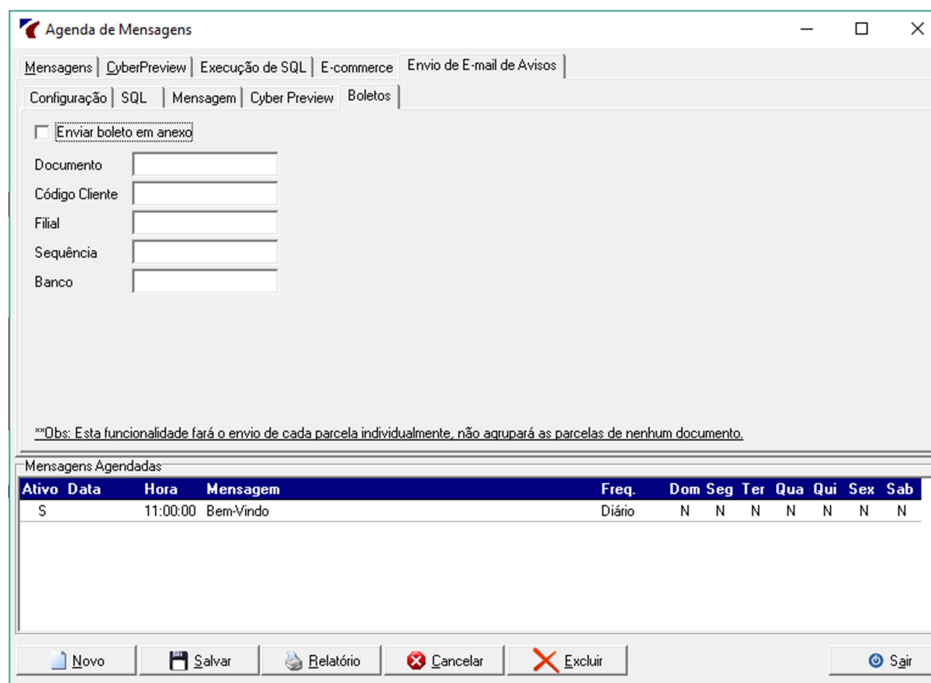 Agenda de Mensagens
Mensagens CyberPreview Execução de SQL E-commerce Envio de E-mail de Avisos
Configuração SQL Mensagem Cyber Preview Boletos
Enviar boleto em anexo
Documento
Código Cliente
Filial
Sequência
Banco
**Obs: Esta funcionalidade fará o envio de cada parcela individualmente, não agrupará as parcelas de nenhum documento.
Mensagens Agendadas
Ativo Data Hora Mensagem Freq. Dom Seg Ter Qua Qui Sex Sab
S 11:00:00 Bem-Vindo Diário N N N N N N N
Novo Salvar Relatório Cancelar Excluir Sair